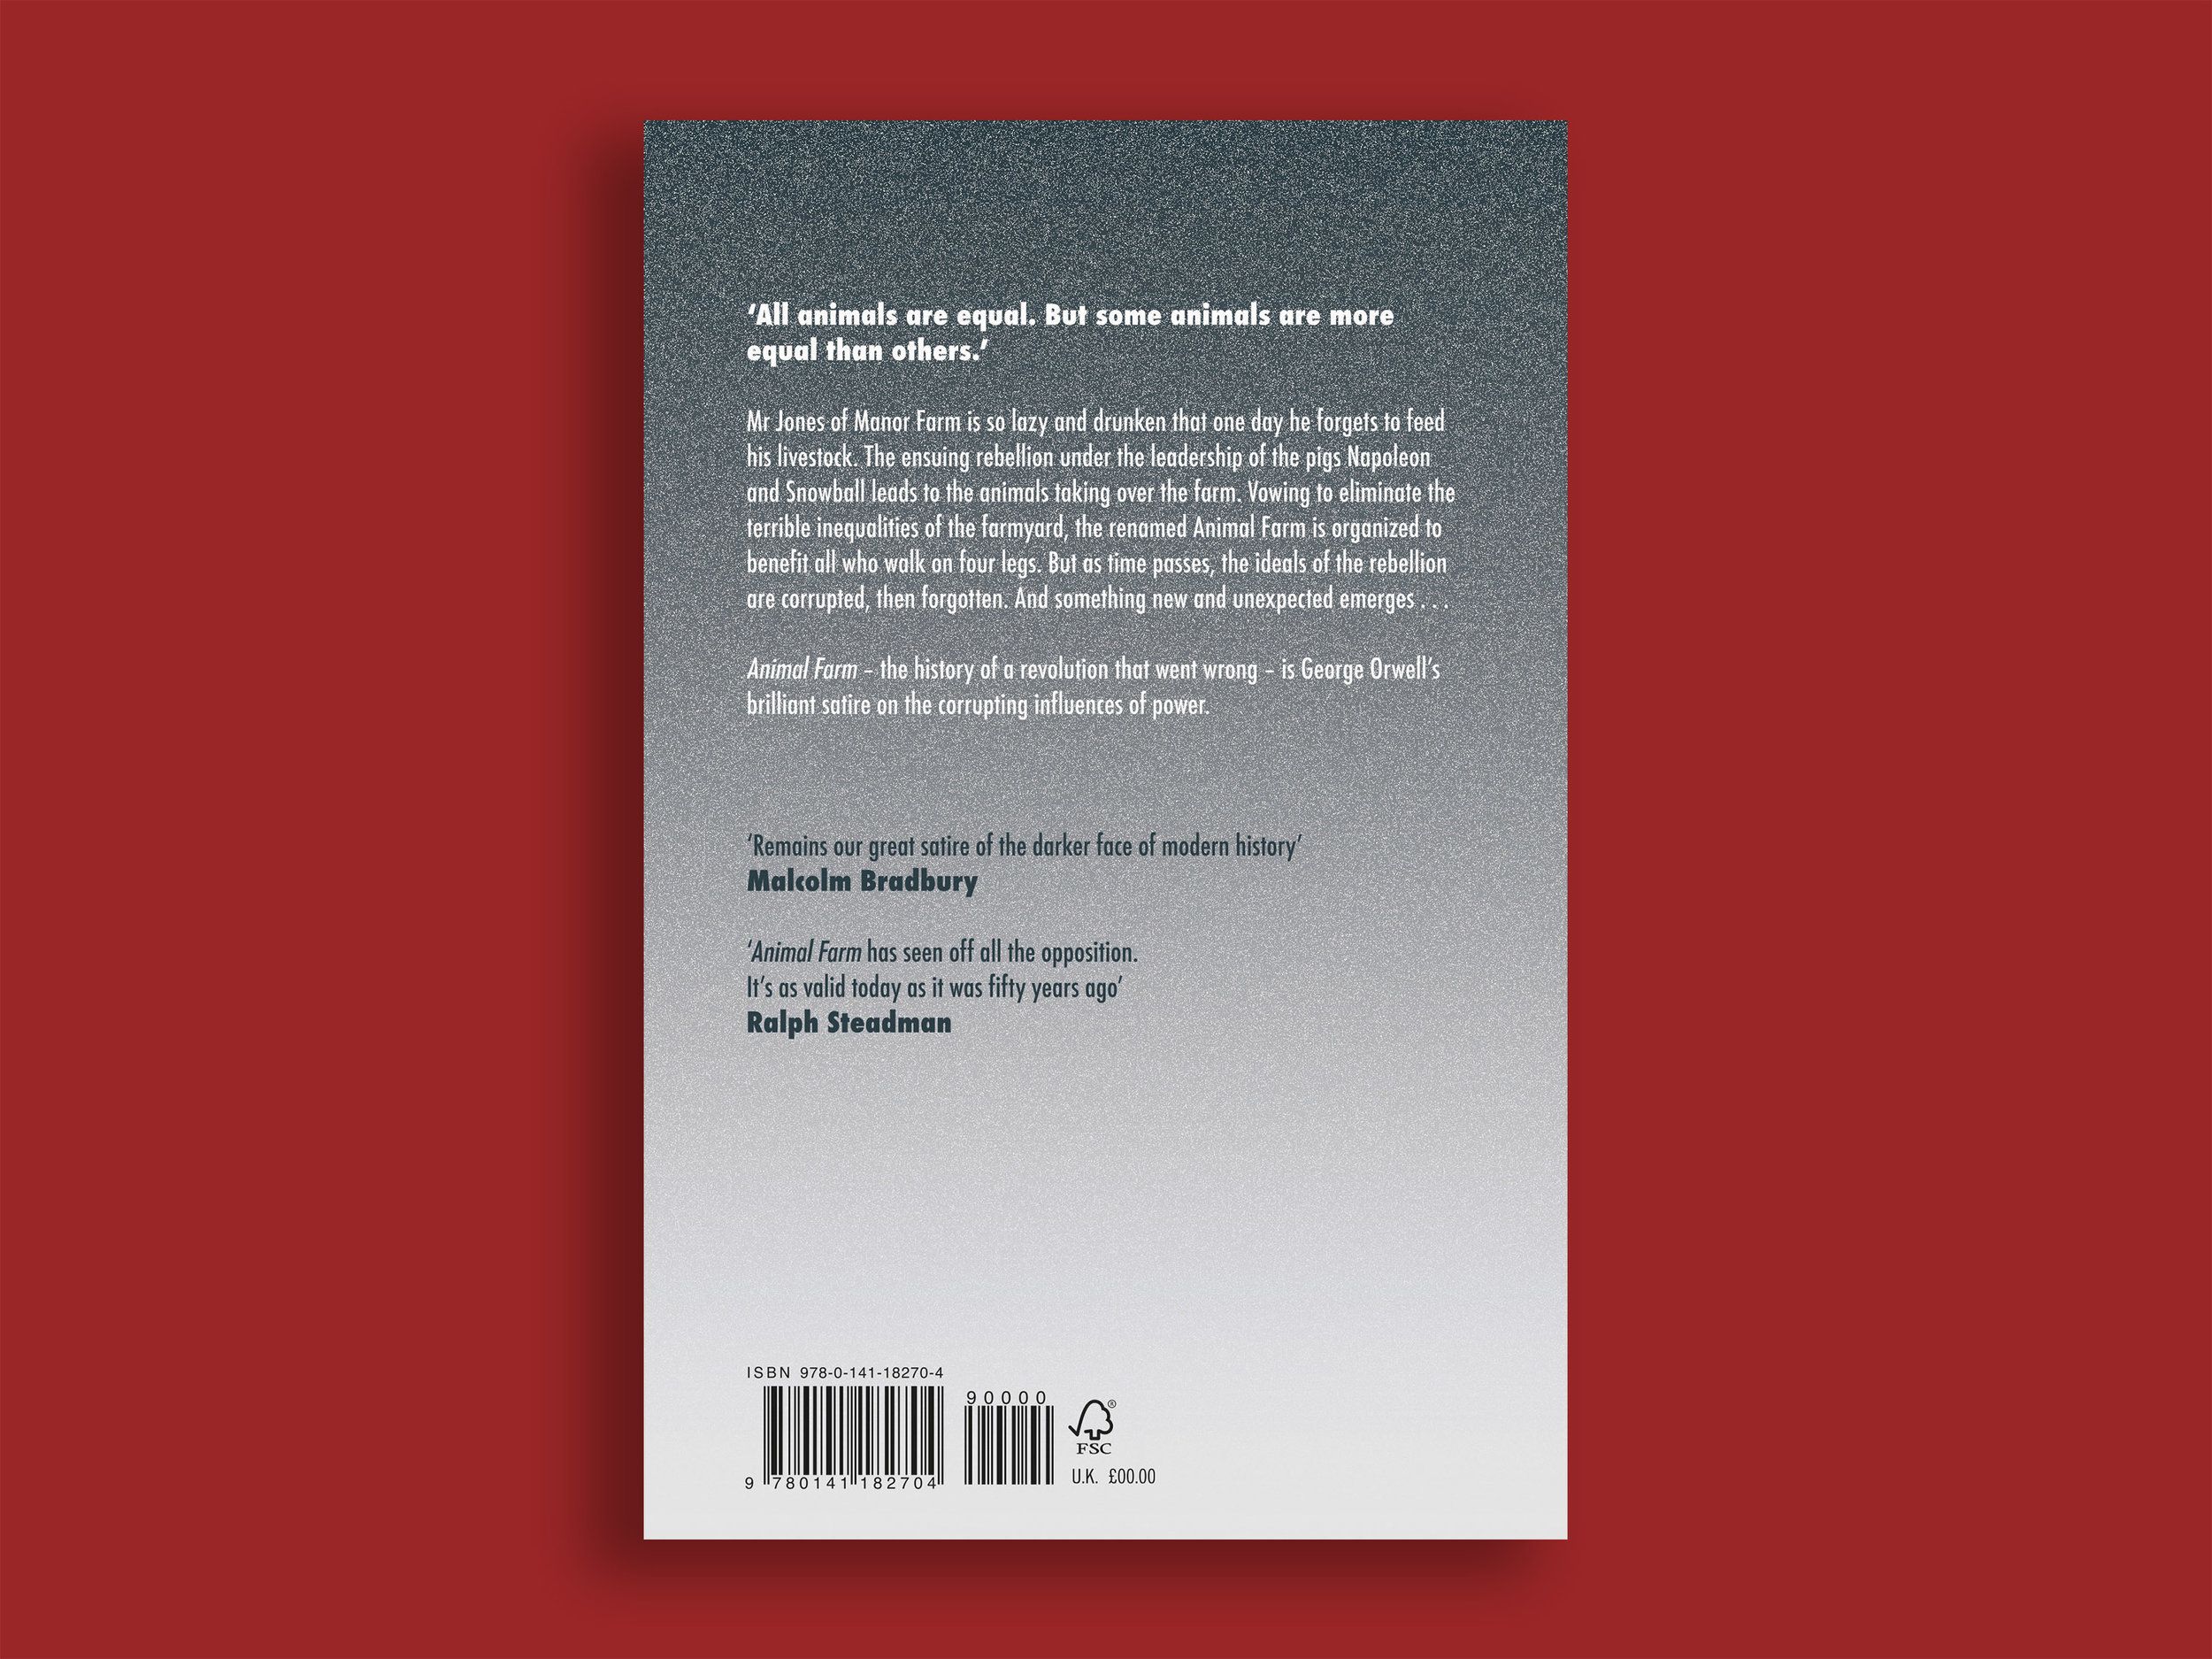 ‘All animals are equal. But some animals are more
equal than others.’
Mr Jones of Manor Farm is so lazy and drunken that one day he forgets to feed
his livestock. The ensuing rebellion under the leadership of the pigs Napoleon
and Snowball leads to the animals taking over the farm. Vowing to eliminate the
terrible inequalities of the farmyard, the renamed Animal Farm is organized to
benefit all who walk on four legs. But as time passes, the ideals of the rebellion
are corrupted, then forgotten. And something new and unexpected emerges . . .
Animal Farm – the history of a revolution that went wrong – is George Orwell’s
brilliant satire on the corrupting influences of power.
‘Remains our great satire of the darker face of modern history’
Malcolm Bradbury
‘Animal Farm has seen off all the opposition.
It’s as valid today as it was fifty years ago’
Ralph Steadman
ISBN 978-0-141-18270-4
90000
®
FSC
9 780141 182704
U.K. £00.00